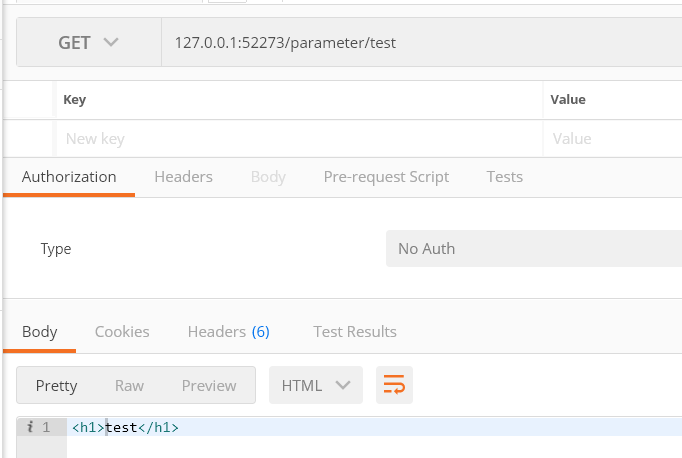 GET 127.0.0.1:52273/parameter/test
Key Value
New key Value
Authorization Headers Body Pre-request Script Tests
Type No Auth
Body Cookies Headers (6) Test Results
Pretty Raw Preview HTML
i 1 <h1>test</h1>